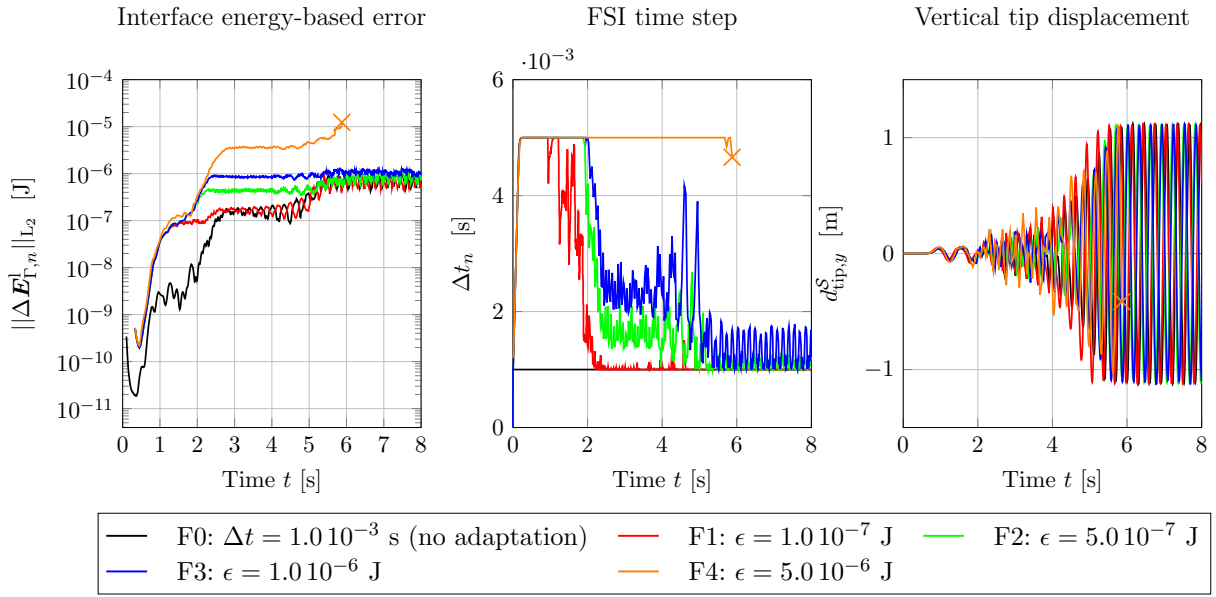 Interface energy-based error
10⁻⁴
10⁻⁵
10⁻⁶
10⁻⁷
10⁻⁸
10⁻⁹
10⁻¹⁰
10⁻¹¹
||ΔE^l_{Γ,n}||_{L₂} [J]
0 1 2 3 4 5 6 7 8
Time t [s]
FSI time step
·10⁻³
6
4
2
0
Δt_n [s]
0 2 4 6 8
Time t [s]
Vertical tip displacement
1
0
−1
d^S_{tip,y} [m]
0 2 4 6 8
Time t [s]
F0: Δt = 1.0 10⁻³ s (no adaptation) F1: ϵ = 1.0 10⁻⁷ J F2: ϵ = 5.0 10⁻⁷ J
F3: ϵ = 1.0 10⁻⁶ J F4: ϵ = 5.0 10⁻⁶ J